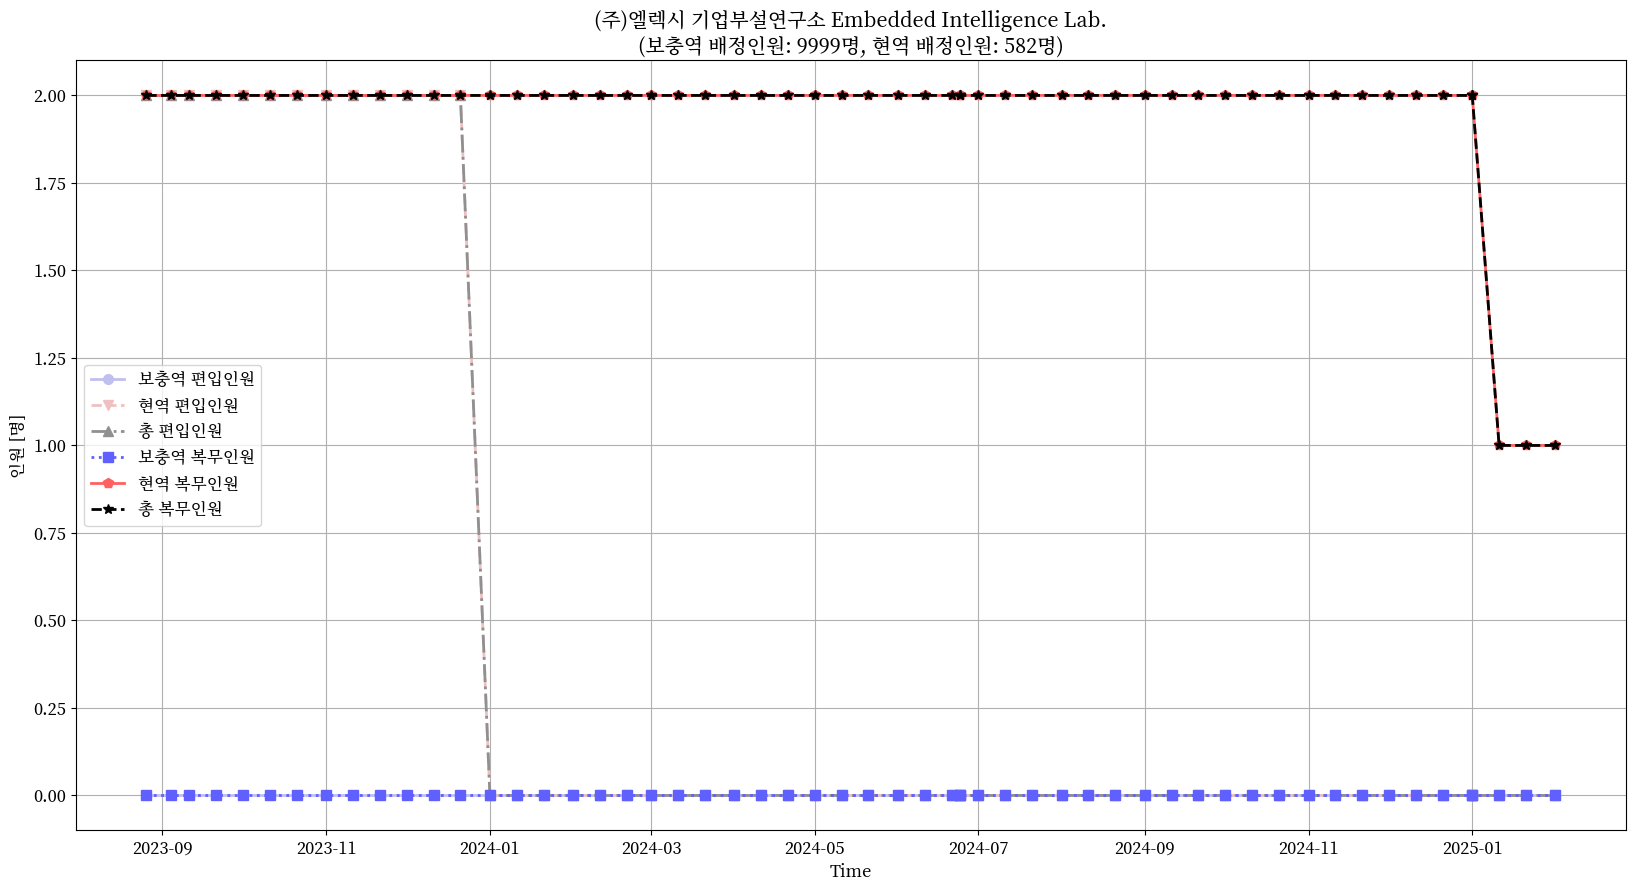 (주)엘렉시 기업부설연구소 Embedded Intelligence Lab.
(보충역 배정인원: 9999명, 현역 배정인원: 582명)
인원 [명]
2.00
1.75
1.50
1.25
1.00
0.75
0.50
0.25
0.00
보충역 편입인원
현역 편입인원
총 편입인원
보충역 복무인원
현역 복무인원
총 복무인원
2023-09
2023-11
2024-01
2024-03
2024-05
2024-07
2024-09
2024-11
2025-01
Time